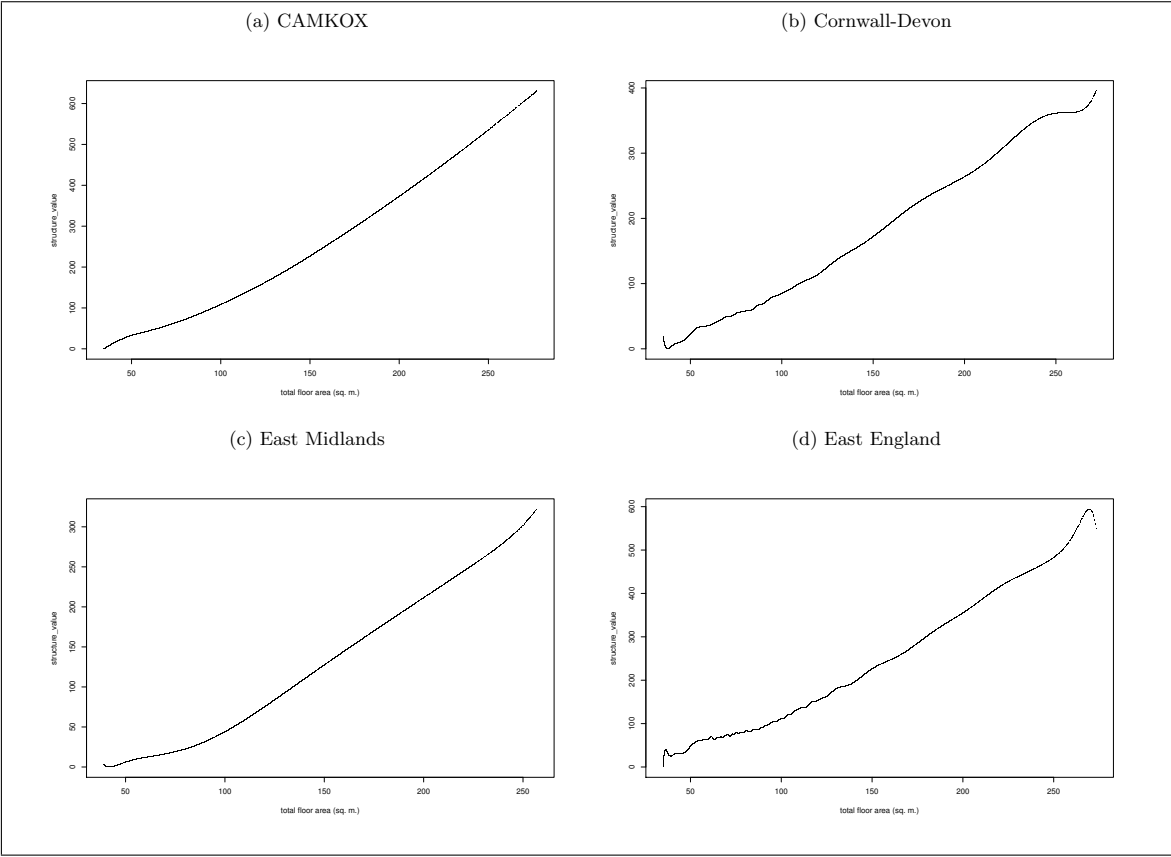 (a) CAMKOX
structure_value
600
500
400
300
200
100
0
50 100 150 200 250
total floor area (sq. m.)
(b) Cornwall-Devon
structure_value
400
300
200
100
0
50 100 150 200 250
total floor area (sq. m.)
(c) East Midlands
structure_value
300
250
200
150
100
50
0
50 100 150 200 250
total floor area (sq. m.)
(d) East England
structure_value
600
500
400
300
200
100
0
50 100 150 200 250
total floor area (sq. m.)